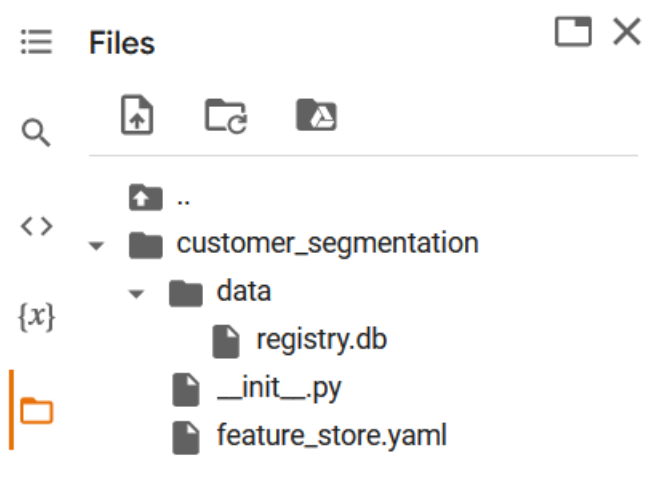 Files
..
customer_segmentation
data
registry.db
__init__.py
feature_store.yaml
<>
{x}